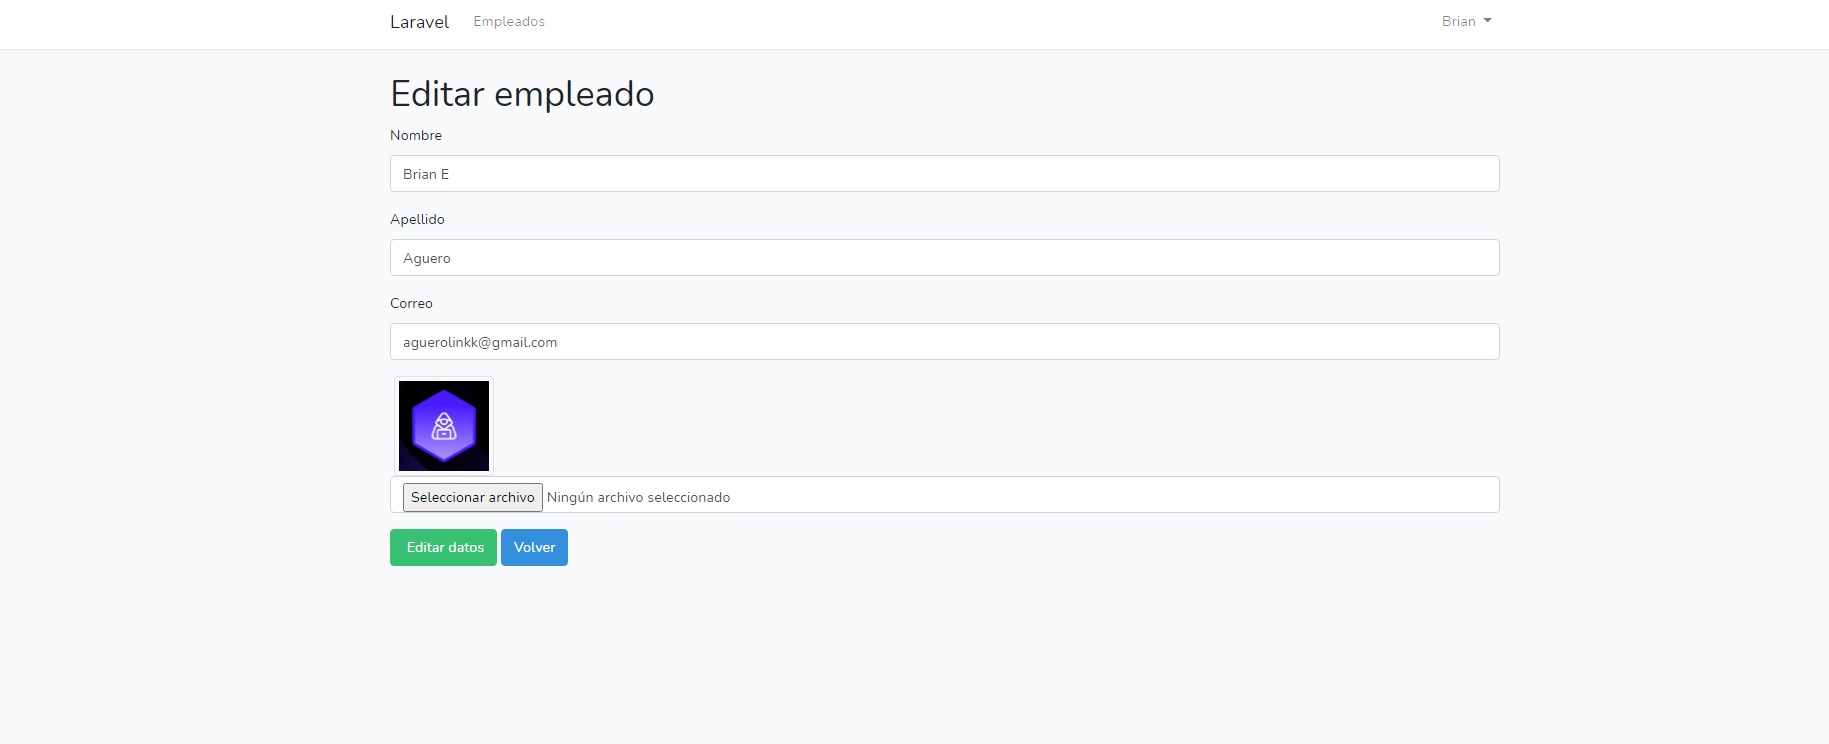 Laravel Empleados Brian
Editar empleado
Nombre
Brian E
Apellido
Aguero
Correo
aguerolinkk@gmail.com
Seleccionar archivo Ningún archivo seleccionado
Editar datos Volver